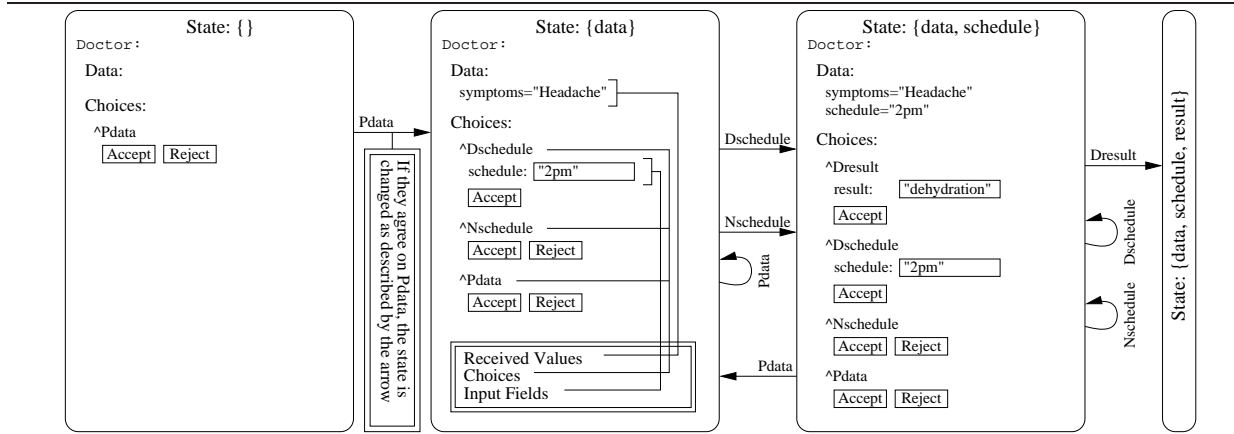 State: {}
Doctor:
Data:
Choices:
^Pdata
Accept Reject
Pdata
If they agree on Pdata, the state is
changed as described by the arrow
State: {data}
Doctor:
Data:
symptoms="Headache"
Choices:
^Dschedule
schedule: "2pm"
Accept
^Nschedule
Accept Reject
^Pdata
Accept Reject
Received Values
Choices
Input Fields
Dschedule
Nschedule
Pdata
Pdata
State: {data, schedule}
Doctor:
Data:
symptoms="Headache"
schedule="2pm"
Choices:
^Dresult
result: "dehydration"
Accept
^Dschedule
schedule: "2pm"
Accept
^Nschedule
Accept Reject
^Pdata
Accept Reject
Dresult
Dschedule
Nschedule
State: {data, schedule, result}